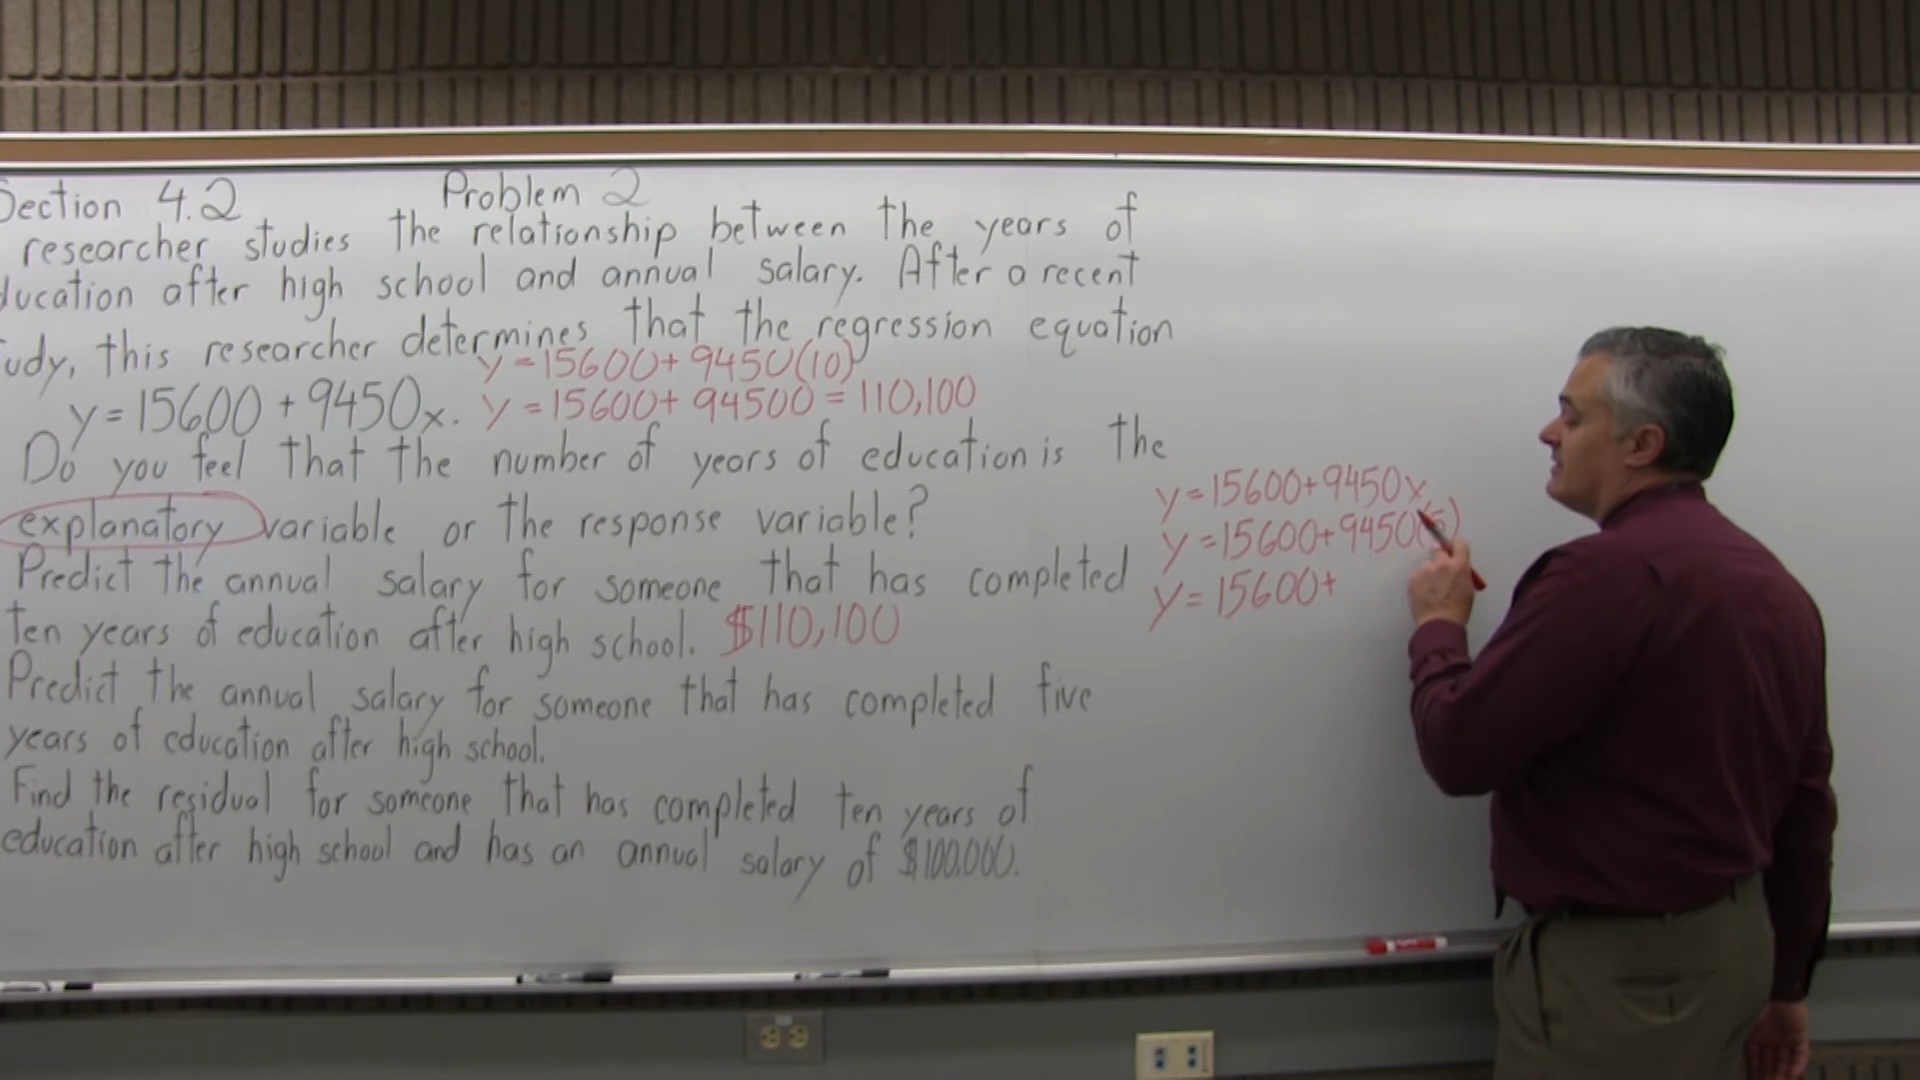 ection 4.2 Problem 2
researcher studies the relationship between the years of
ducation after high school and annual salary. After a recent
udy, this researcher determines that the regression equation
y = 15600 + 9450(10)
y = 15600 + 9450x. y = 15600 + 94500 = 110,100
Do you feel that the number of years of education is the
explanatory variable or the response variable?
Predict the annual salary for someone that has completed
ten years of education after high school. $110,100
Predict the annual salary for someone that has completed five
years of education after high school.
Find the residual for someone that has completed ten years of
education after high school and has an annual salary of $100,000.
y = 15600 + 9450x
y = 15600 + 9450(5)
y = 15600 +